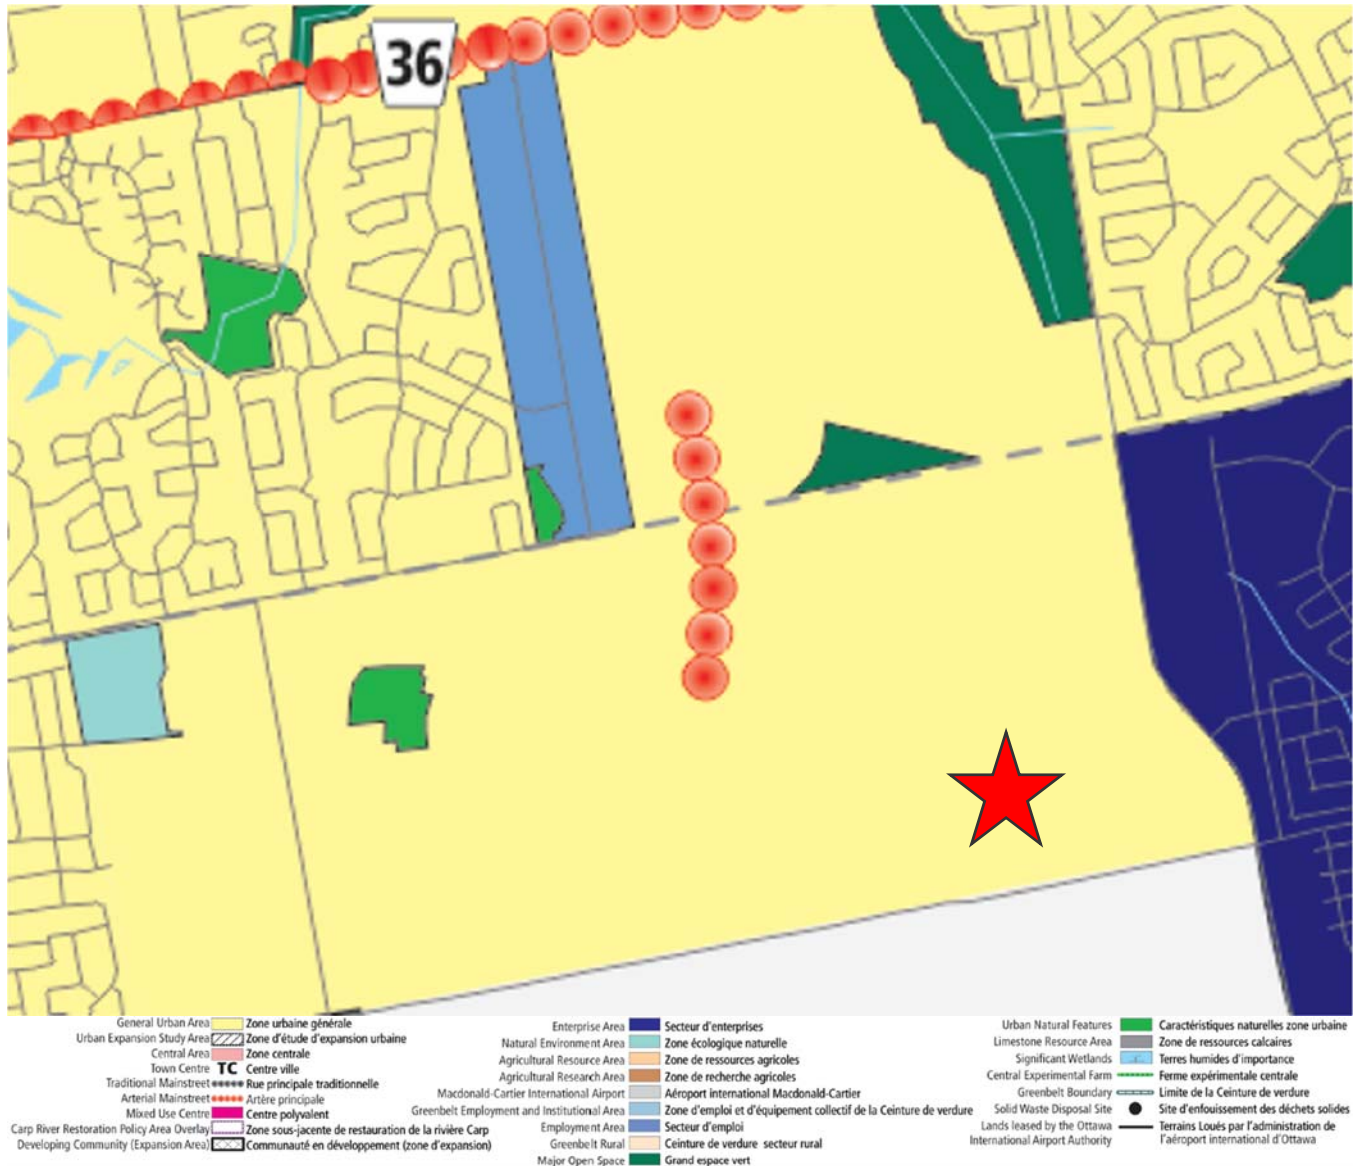 36
General Urban Area Zone urbaine générale
Urban Expansion Study Area Zone d'étude d'expansion urbaine
Central Area Zone centrale
Town Centre TC Centre ville
Traditional Mainstreet Rue principale traditionnelle
Arterial Mainstreet Artère principale
Mixed Use Centre Centre polyvalent
Carp River Restoration Policy Area Overlay Zone sous-jacente de restauration de la rivière Carp
Developing Community (Expansion Area) Communauté en développement (zone d'expansion)
Enterprise Area Secteur d'enterprises
Natural Environment Area Zone écologique naturelle
Agricultural Resource Area Zone de ressources agricoles
Agricultural Research Area Zone de recherche agricoles
Macdonald-Cartier International Airport Aéroport international Macdonald-Cartier
Greenbelt Employment and Institutional Area Zone d'emploi et d'équipement collectif de la Ceinture de verdure
Employment Area Secteur d'emploi
Greenbelt Rural Ceinture de verdure secteur rural
Major Open Space Grand espace vert
Urban Natural Features Caractéristiques naturelles zone urbaine
Limestone Resource Area Zone de ressources calcaires
Significant Wetlands Terres humides d'importance
Central Experimental Farm Ferme expérimentale centrale
Greenbelt Boundary Limite de la Ceinture de verdure
Solid Waste Disposal Site Site d'enfouissement des déchets solides
Lands leased by the Ottawa Terrains Loués par l'administration de
International Airport Authority l'aéroport international d'Ottawa